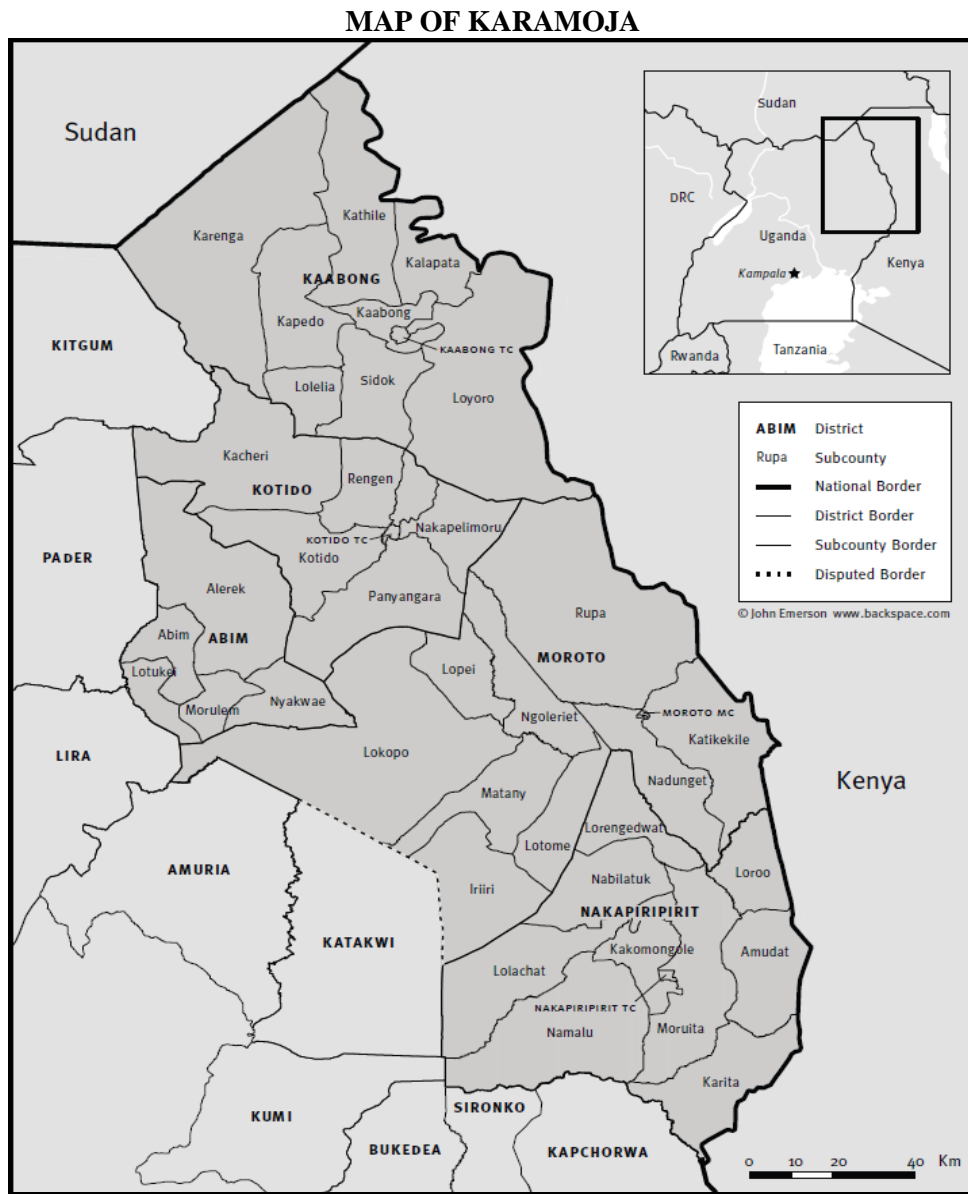 MAP OF KARAMOJA
Sudan
Karenga
Kathile
Kalapata
KAABONG
Kaabong
Kapedo
KAABONG TC
KITGUM
Lolelia
Sidok
Loyoro
Kacheri
Rengen
KOTIDO
Nakapelimoru
KOTIDO TC
Kotido
PADER
Alerek
Panyangara
Rupa
Abim
ABIM
MOROTO
Lotukei
Lopei
Morulem
Nyakwae
Ngoleriet
MOROTO MC
Katikekile
LIRA
Lokopo
Nadunget
Kenya
Matany
Lorengedwat
Lotome
AMURIA
Iriiri
Nabilatuk
Loroo
NAKAPIRIPIRIT
KATAKWI
Kakomongole
Amudat
Lolachat
NAKAPIRIPIRIT TC
Namalu
Moruita
Karita
KUMI
SIRONKO
BUKEDEA
KAPCHORWA
Sudan
DRC
Uganda
Kampala
Kenya
Rwanda
Tanzania
ABIM District
Rupa Subcounty
National Border
District Border
Subcounty Border
Disputed Border
© John Emerson www.backspace.com
0 10 20 40 Km